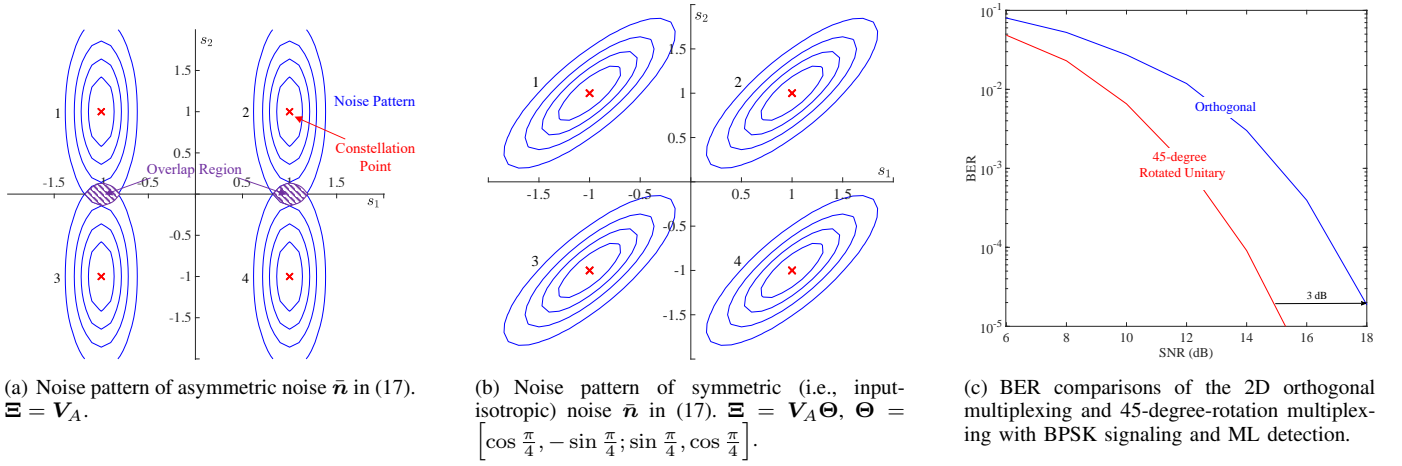 s₂
1.5
1
0.5
-1.5
-1
-0.5
0.5
1
1.5
s₁
-0.5
-1
-1.5
1
2
3
4
Noise Pattern
Constellation
Point
Overlap Region
(a) Noise pattern of asymmetric noise n̄ in (17).
Ξ = V_A.
s₂
1.5
1
0.5
-1.5
-1
-0.5
0.5
1
1.5
s₁
-0.5
-1
-1.5
1
2
3
4
(b) Noise pattern of symmetric (i.e., input-
isotropic) noise n̄ in (17). Ξ = V_AΘ, Θ =
[cos π/4, − sin π/4; sin π/4, cos π/4].
10⁻¹
10⁻²
10⁻³
10⁻⁴
10⁻⁵
BER
Orthogonal
45-degree
Rotated Unitary
3 dB
6 8 10 12 14 16 18
SNR (dB)
(c) BER comparisons of the 2D orthogonal
multiplexing and 45-degree-rotation multiplex-
ing with BPSK signaling and ML detection.